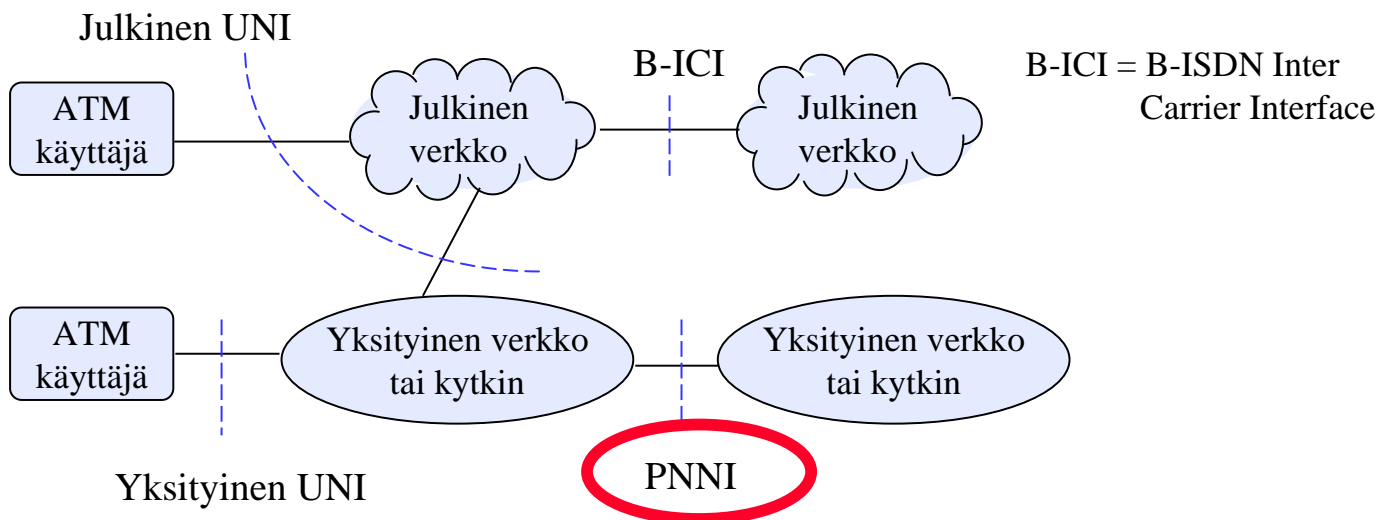 Julkinen UNI
B-ICI
B-ICI = B-ISDN Inter
Carrier Interface
ATM
käyttäjä
Julkinen
verkko
Julkinen
verkko
ATM
käyttäjä
Yksityinen verkko
tai kytkin
Yksityinen verkko
tai kytkin
Yksityinen UNI
PNNI